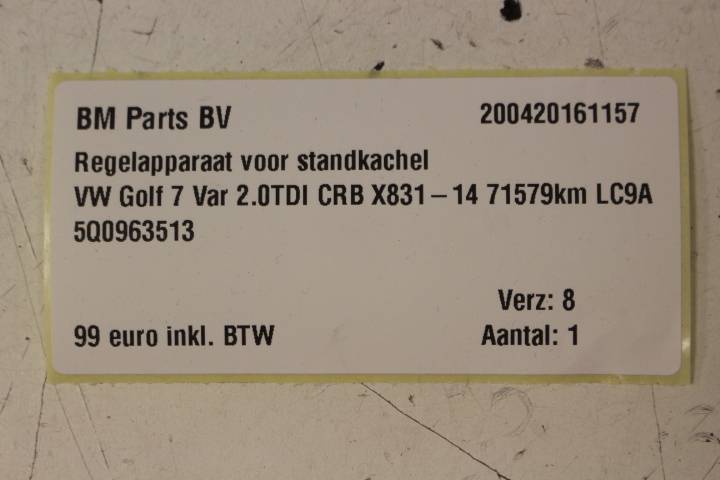 BM Parts BV 200420161157
Regelapparaat voor standkachel
VW Golf 7 Var 2.0TDI CRB X831-14 71579km LC9A
5Q0963513
Verz: 8
99 euro inkl. BTW Aantal: 1